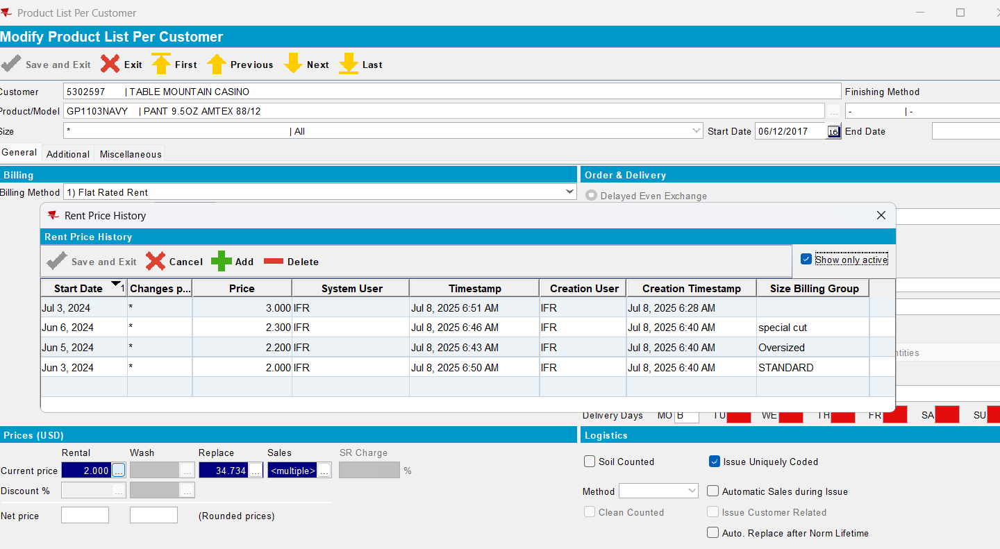 Product List Per Customer
Modify Product List Per Customer
Save and Exit Exit First Previous Next Last
Customer 5302597 | TABLE MOUNTAIN CASINO Finishing Method
Product/Model GP1103NAVY | PANT 9.5OZ AMTEX 88/12 ... - | -
Size * | All Start Date 06/12/2017 16 End Date
General Additional Miscellaneous
Billing Order & Delivery
Billing Method 1) Flat Rated Rent
Delayed Even Exchange
Rent Price History
Rent Price History
Save and Exit Cancel Add Delete Show only active
Start Date 1 Changes p... Price System User Timestamp Creation User Creation Timestamp Size Billing Group
Jul 3, 2024 * 3.000 IFR Jul 8, 2025 6:51 AM IFR Jul 8, 2025 6:28 AM
Jun 6, 2024 * 2.300 IFR Jul 8, 2025 6:46 AM IFR Jul 8, 2025 6:40 AM special cut
Jun 5, 2024 * 2.200 IFR Jul 8, 2025 6:43 AM IFR Jul 8, 2025 6:40 AM Oversized
Jun 3, 2024 * 2.000 IFR Jul 8, 2025 6:50 AM IFR Jul 8, 2025 6:40 AM STANDARD
Delivery Days MO B TU WE TH FR SA SU
Prices (USD) Logistics
Rental Wash Replace Sales SR Charge
Current price 2.000 ... ... 34.734 ... <multiple> ... %
Discount % ... ...
Net price (Rounded prices)
Soil Counted Issue Uniquely Coded
Method Automatic Sales during Issue
Clean Counted Issue Customer Related
Auto. Replace after Norm Lifetime